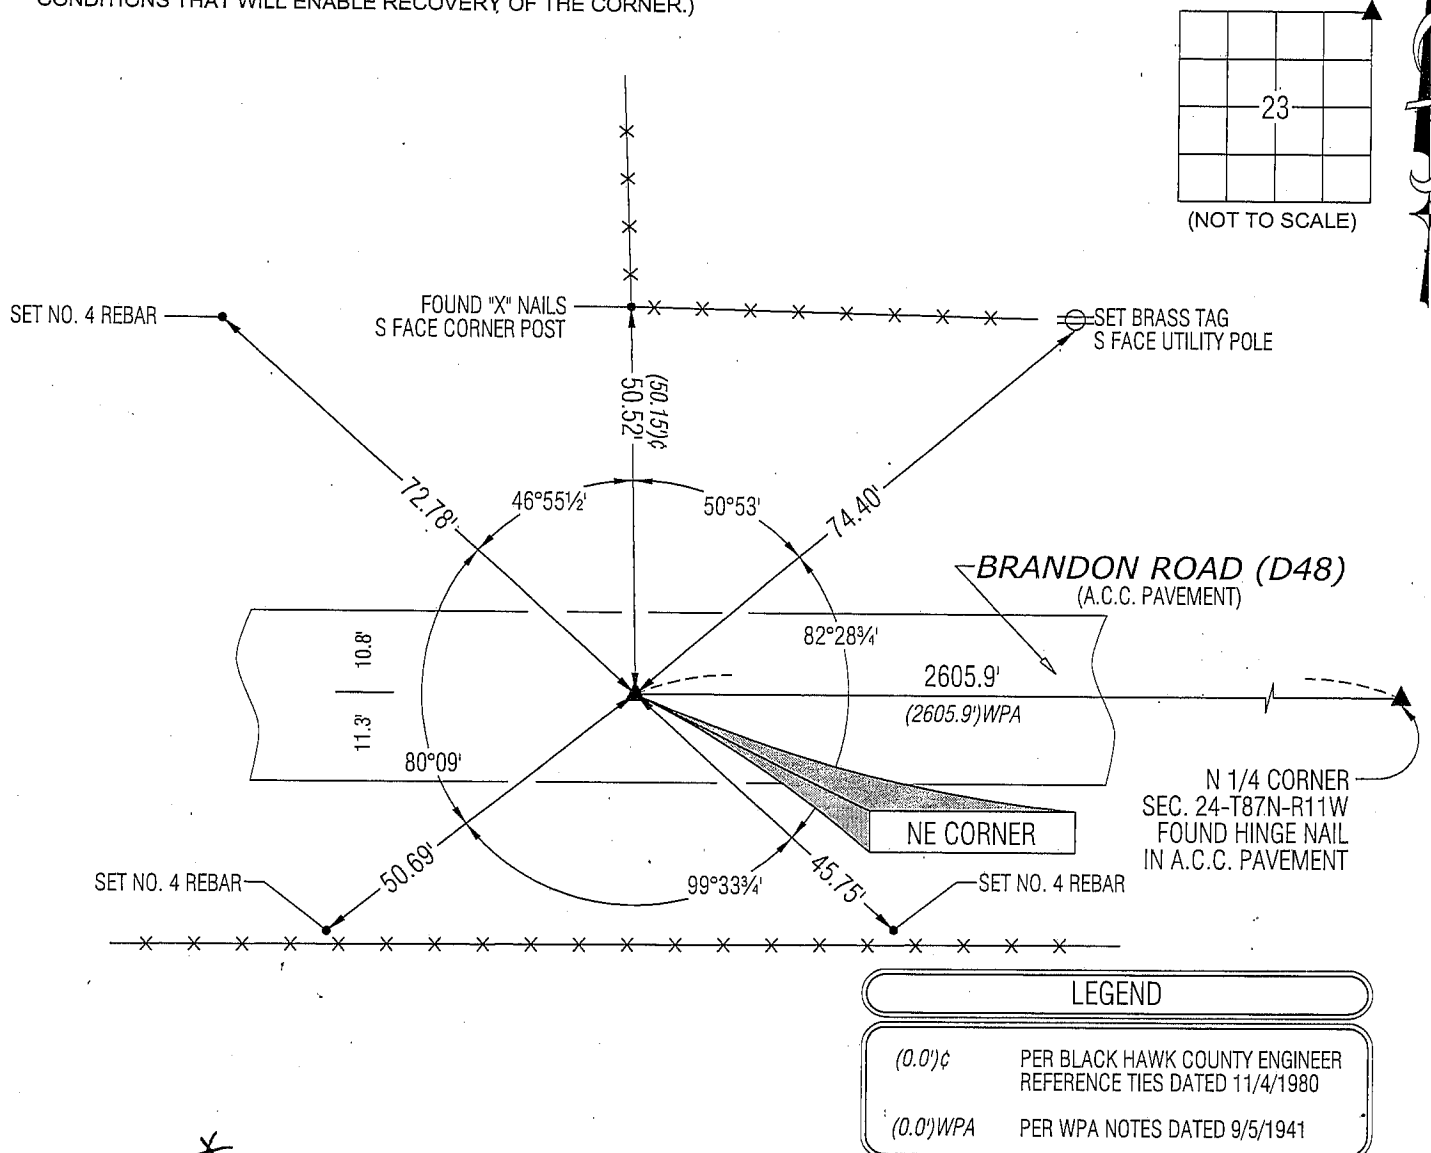 CONDITIONS THAT WILL ENABLE RECOVERY OF THE CORNER.)
23
(NOT TO SCALE)
SET NO. 4 REBAR
FOUND "X" NAILS
S FACE CORNER POST
SET BRASS TAG
S FACE UTILITY POLE
(50.15')¢
50.52'
72.78'
46°55½'
50°53'
74.40'
BRANDON ROAD (D48)
(A.C.C. PAVEMENT)
10.8'
82°28¾'
2605.9'
(2605.9')WPA
11.3'
80°09'
N 1/4 CORNER
SEC. 24-T87N-R11W
FOUND HINGE NAIL
IN A.C.C. PAVEMENT
NE CORNER
50.69'
99°33¾'
45.75'
SET NO. 4 REBAR
SET NO. 4 REBAR
LEGEND
(0.0')¢ PER BLACK HAWK COUNTY ENGINEER
REFERENCE TIES DATED 11/4/1980
(0.0')WPA PER WPA NOTES DATED 9/5/1941